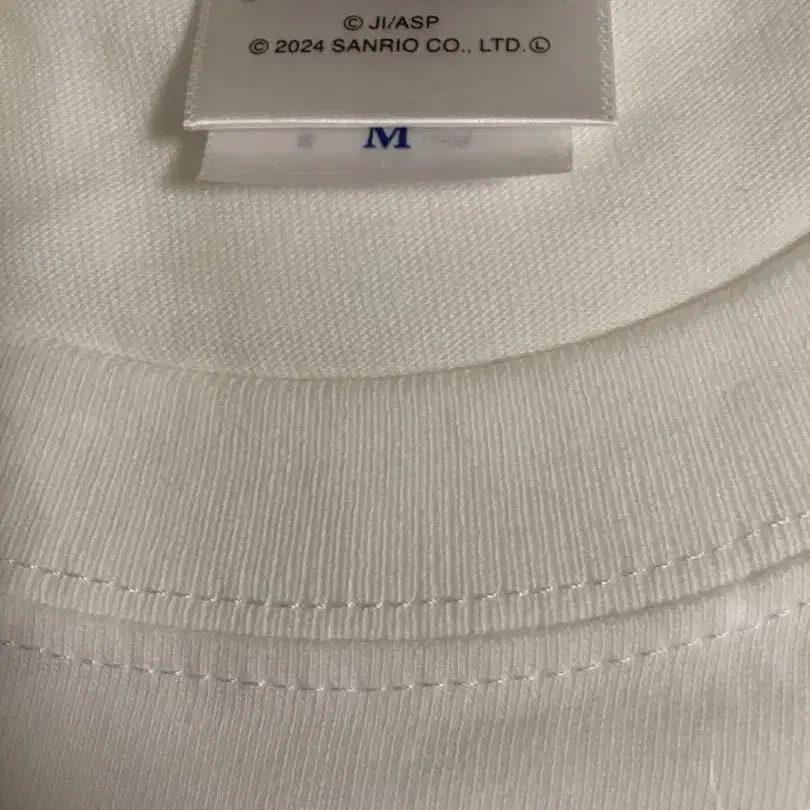 © JI/ASP
© 2024 SANRIO CO., LTD. Ⓛ
M